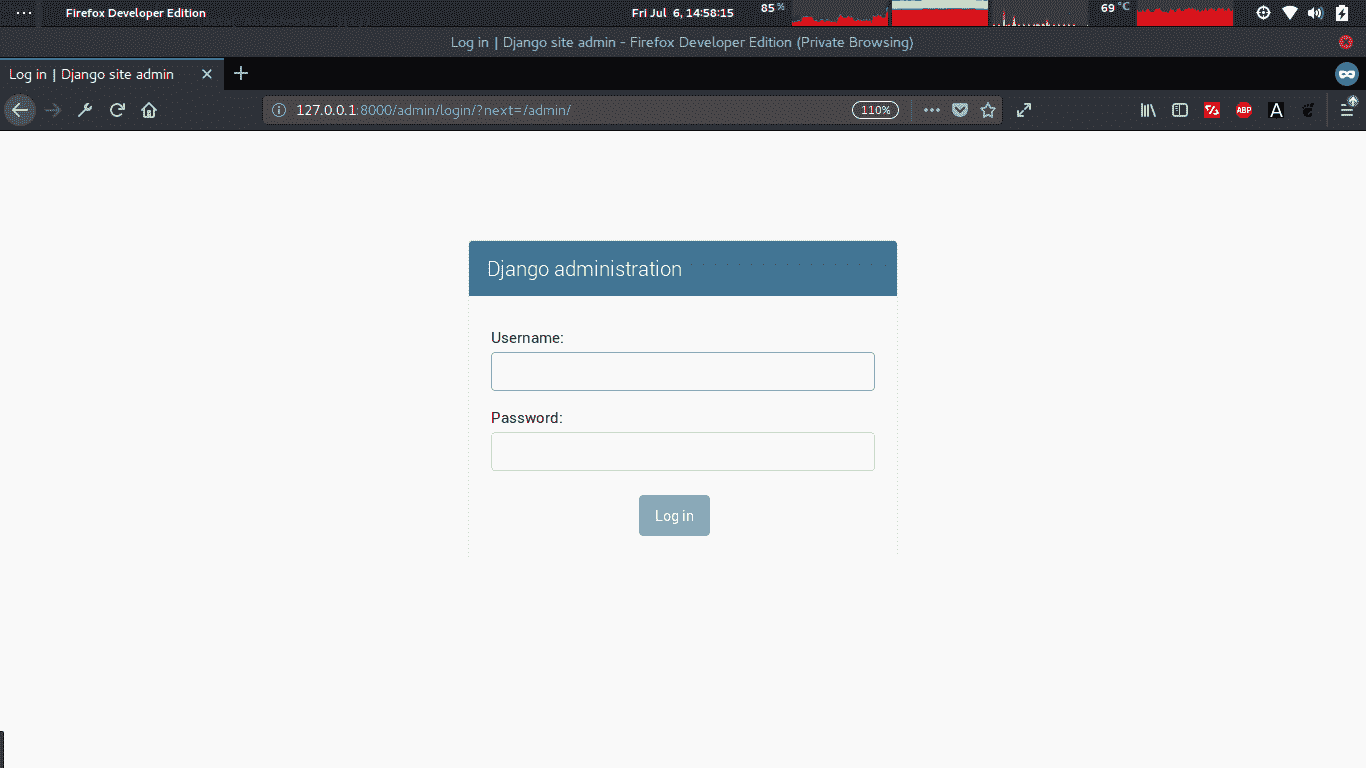 Firefox Developer Edition
Fri Jul 6, 14:58:15
85 %
69 °C
Log in | Django site admin - Firefox Developer Edition (Private Browsing)
Log in | Django site admin
127.0.0.1:8000/admin/login/?next=/admin/
110%
ABP
A
Django administration
Username:
Password:
Log in